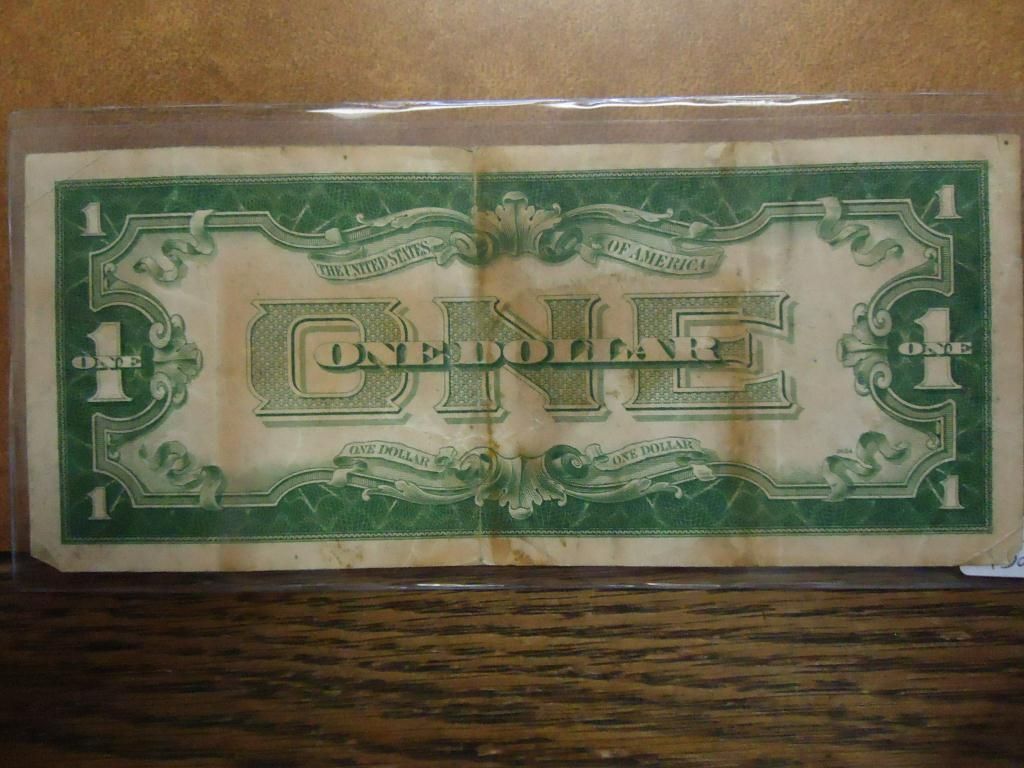 1 1
THE UNITED STATES OF AMERICA
ONE
1 ONE ONE DOLLAR 1 ONE
ONE DOLLAR ONE DOLLAR
1 1